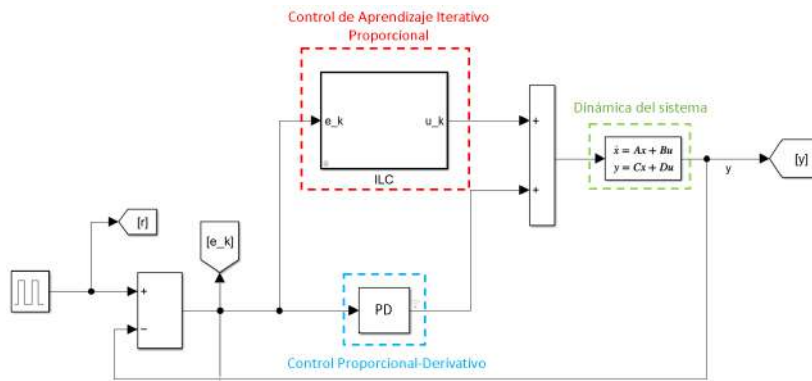 Control de Aprendizaje Iterativo
Proporcional
e_k
u_k
ILC
+
+
Dinámica del sistema
ẋ = Ax + Bu
y = Cx + Du
y
[y]
[r]
[e_k]
+
−
PD
Control Proporcional-Derivativo